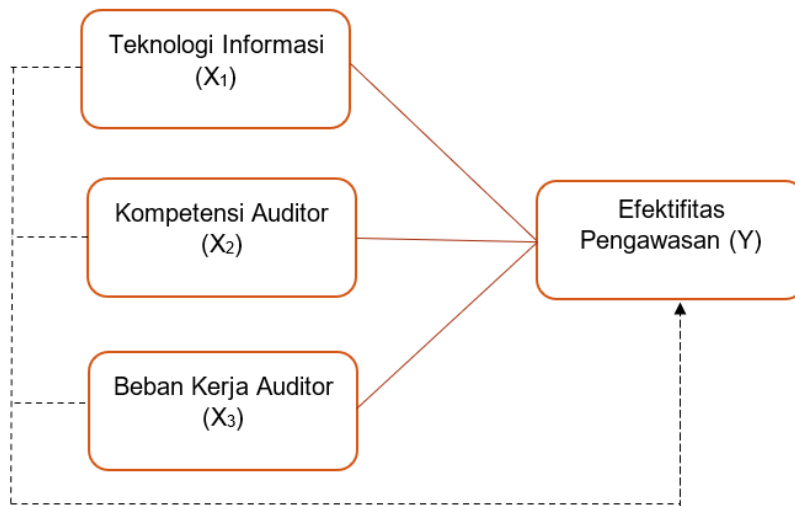 Teknologi Informasi
(X₁)
Kompetensi Auditor
(X₂)
Beban Kerja Auditor
(X₃)
Efektifitas
Pengawasan (Y)